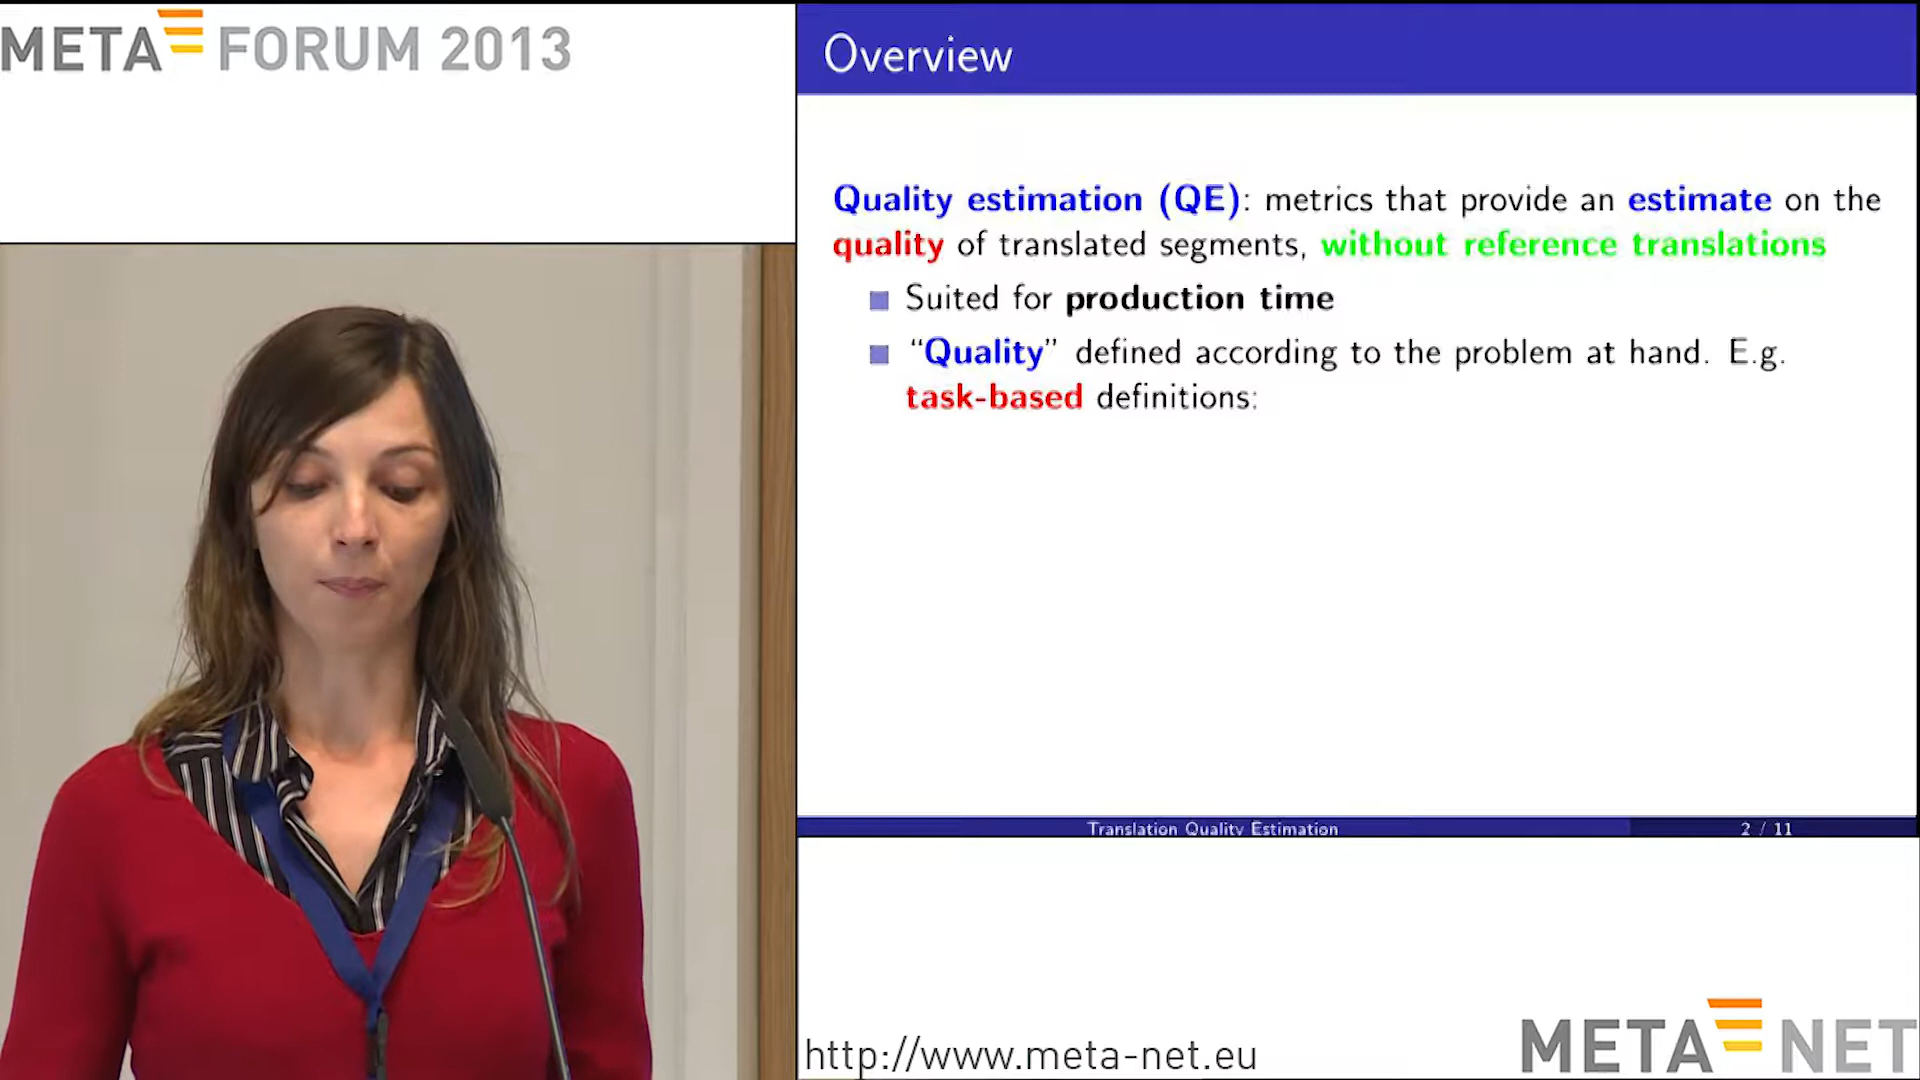 META FORUM 2013
Overview
Quality estimation (QE): metrics that provide an estimate on the
quality of translated segments, without reference translations
Suited for production time
“Quality” defined according to the problem at hand. E.g.
task-based definitions:
Translation Quality Estimation 2 / 11
http://www.meta-net.eu
META NET